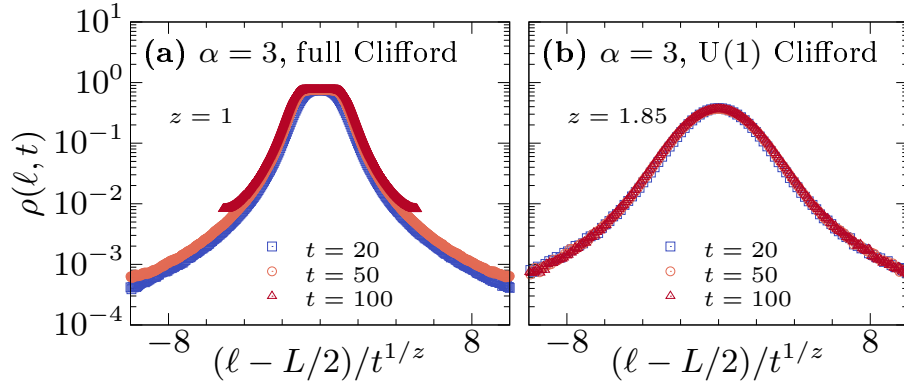 10^1
10^0
10^{-1}
10^{-2}
10^{-3}
10^{-4}
ρ(ℓ, t)
(a) α = 3, full Clifford
z = 1
t = 20
t = 50
t = 100
−8
8
(ℓ − L/2)/t^{1/z}
(b) α = 3, U(1) Clifford
z = 1.85
t = 20
t = 50
t = 100
−8
8
(ℓ − L/2)/t^{1/z}